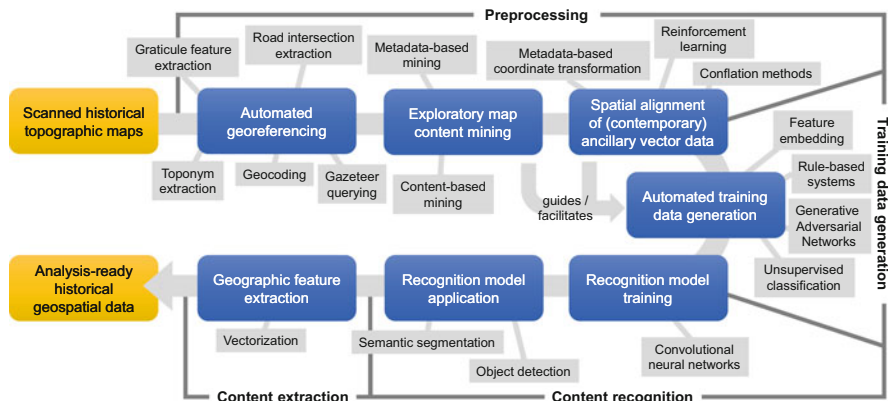 Preprocessing
Graticule feature
extraction
Road intersection
extraction
Metadata-based
mining
Metadata-based
coordinate transformation
Reinforcement
learning
Conflation methods
Scanned historical
topographic maps
Automated
georeferencing
Exploratory map
content mining
Spatial alignment
of (contemporary)
ancillary vector data
Toponym
extraction
Geocoding
Gazeteer
querying
Content-based
mining
guides /
facilitates
Automated training
data generation
Feature
embedding
Rule-based
systems
Generative
Adversarial
Networks
Unsupervised
classification
Training data generation
Analysis-ready
historical
geospatial data
Geographic feature
extraction
Recognition model
application
Recognition model
training
Vectorization
Semantic segmentation
Object detection
Convolutional
neural networks
Content extraction
Content recognition